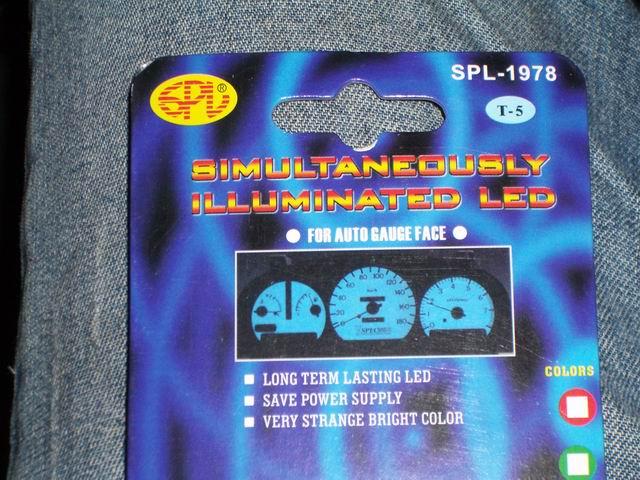 SPL®
SPL-1978
T-5
SIMULTANEOUSLY
ILLUMINATED LED
FOR AUTO GAUGE FACE
LONG TERM LASTING LED
SAVE POWER SUPPLY
VERY STRANGE BRIGHT COLOR
COLORS